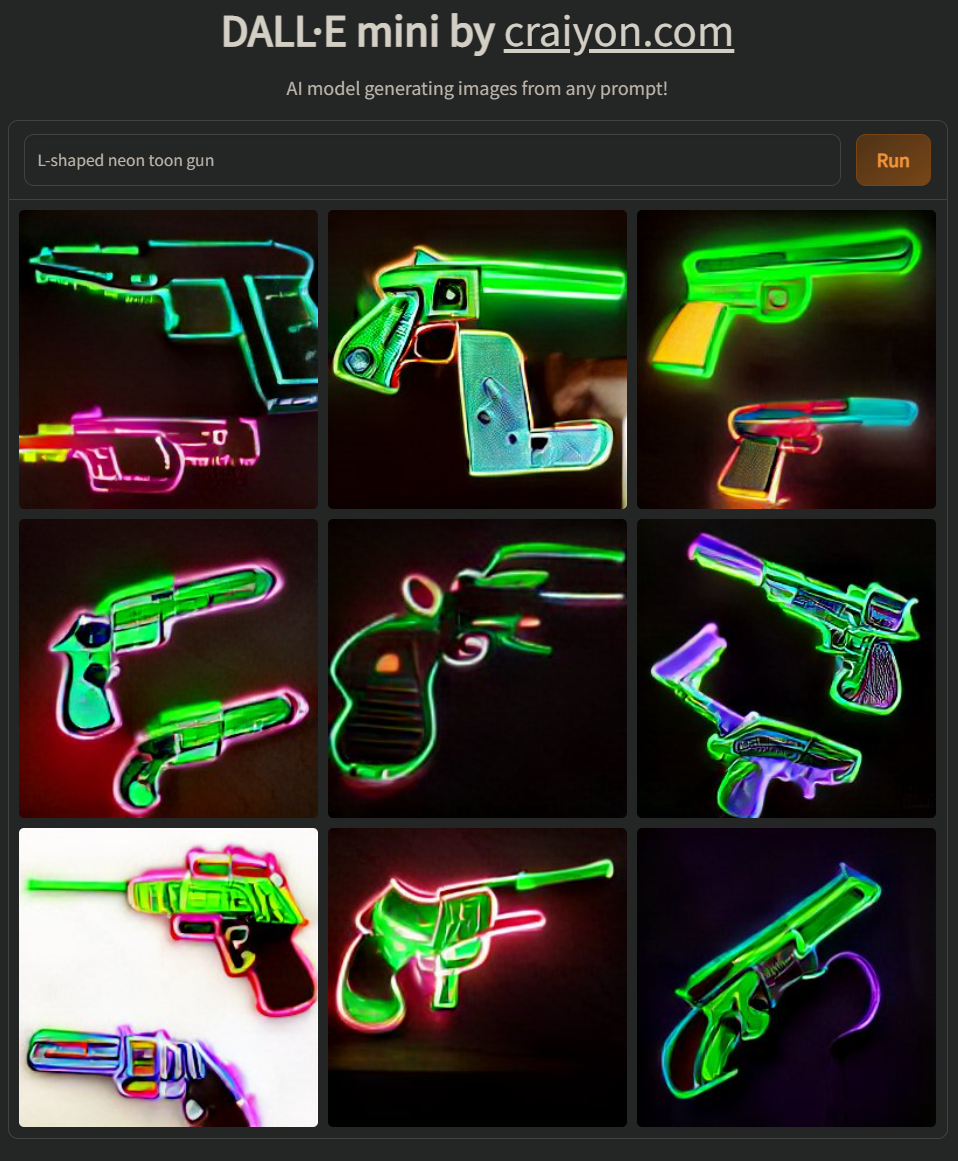 DALL·E mini by craiyon.com
AI model generating images from any prompt!
L-shaped neon toon gun
Run